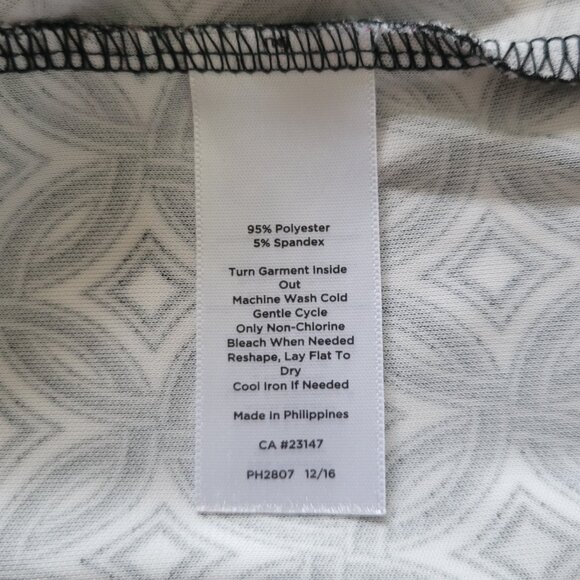 95% Polyester
5% Spandex
Turn Garment Inside
Out
Machine Wash Cold
Gentle Cycle
Only Non-Chlorine
Bleach When Needed
Reshape, Lay Flat To
Dry
Cool Iron If Needed
Made in Philippines
CA #23147
PH2807 12/16